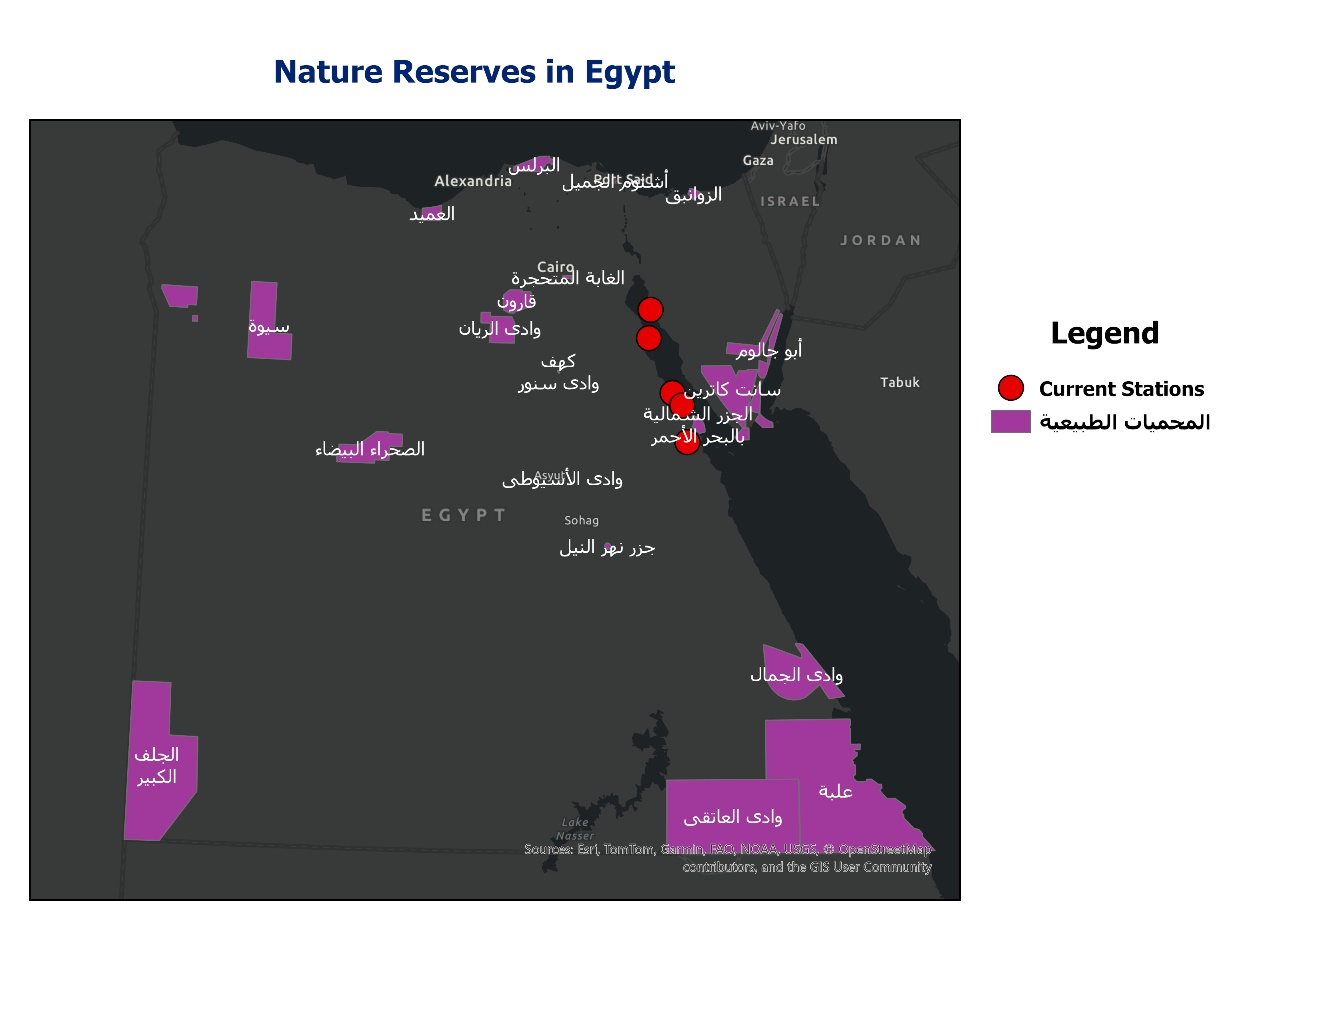 Nature Reserves in Egypt
Aviv-Yafo
Jerusalem
Gaza
ISRAEL
JORDAN
البرلس
Alexandria
أشتوم الجميل
Port Said
الزوانبق
العميد
Cairo
الغابة المتحجرة
قارون
سيوة
وادى الريان
أبو جالوم
كهف
وادى سنور
سانت كاترين
Tabuk
الجزر الشمالية
بالبحر الأحمر
الصحراء البيضاء
Asyut
وادى الأسيوطى
EGYPT
Sohag
جزر نهر النيل
وادى الجمال
الجلف
الكبير
علبة
وادى العاتقى
Lake
Nasser
Sources: Esri, TomTom, Garmin, FAO, NOAA, USGS, © OpenStreetMap
contributors, and the GIS User Community
Legend
Current Stations
المحميات الطبيعية